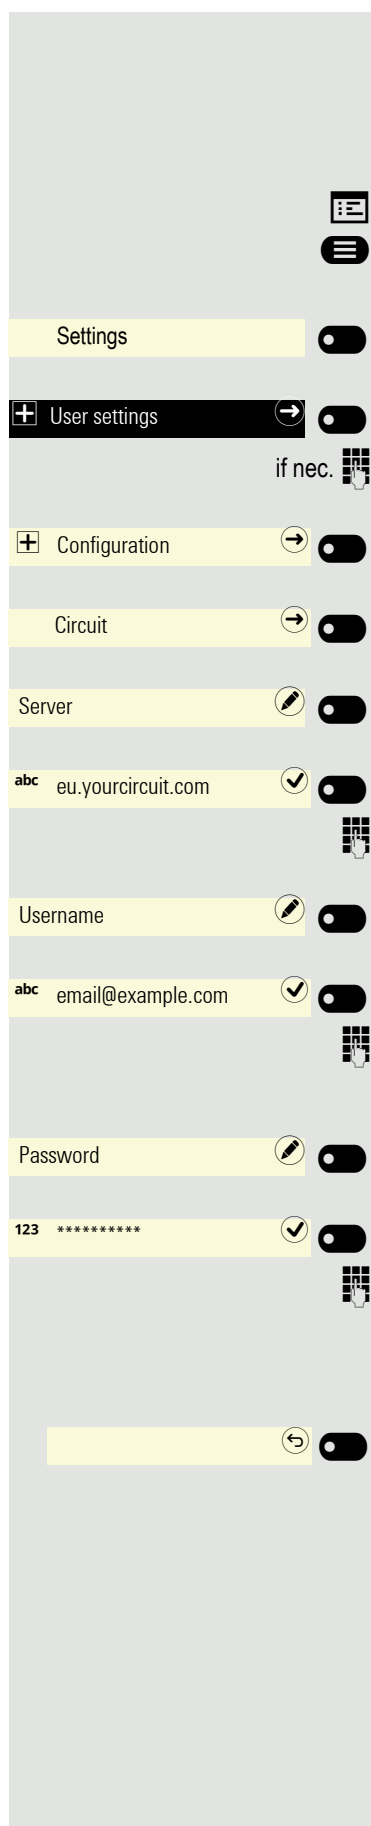 Settings
User settings
if nec.
Configuration
Circuit
Server
abc eu.yourcircuit.com
Username
abc email@example.com
Password
123 **********